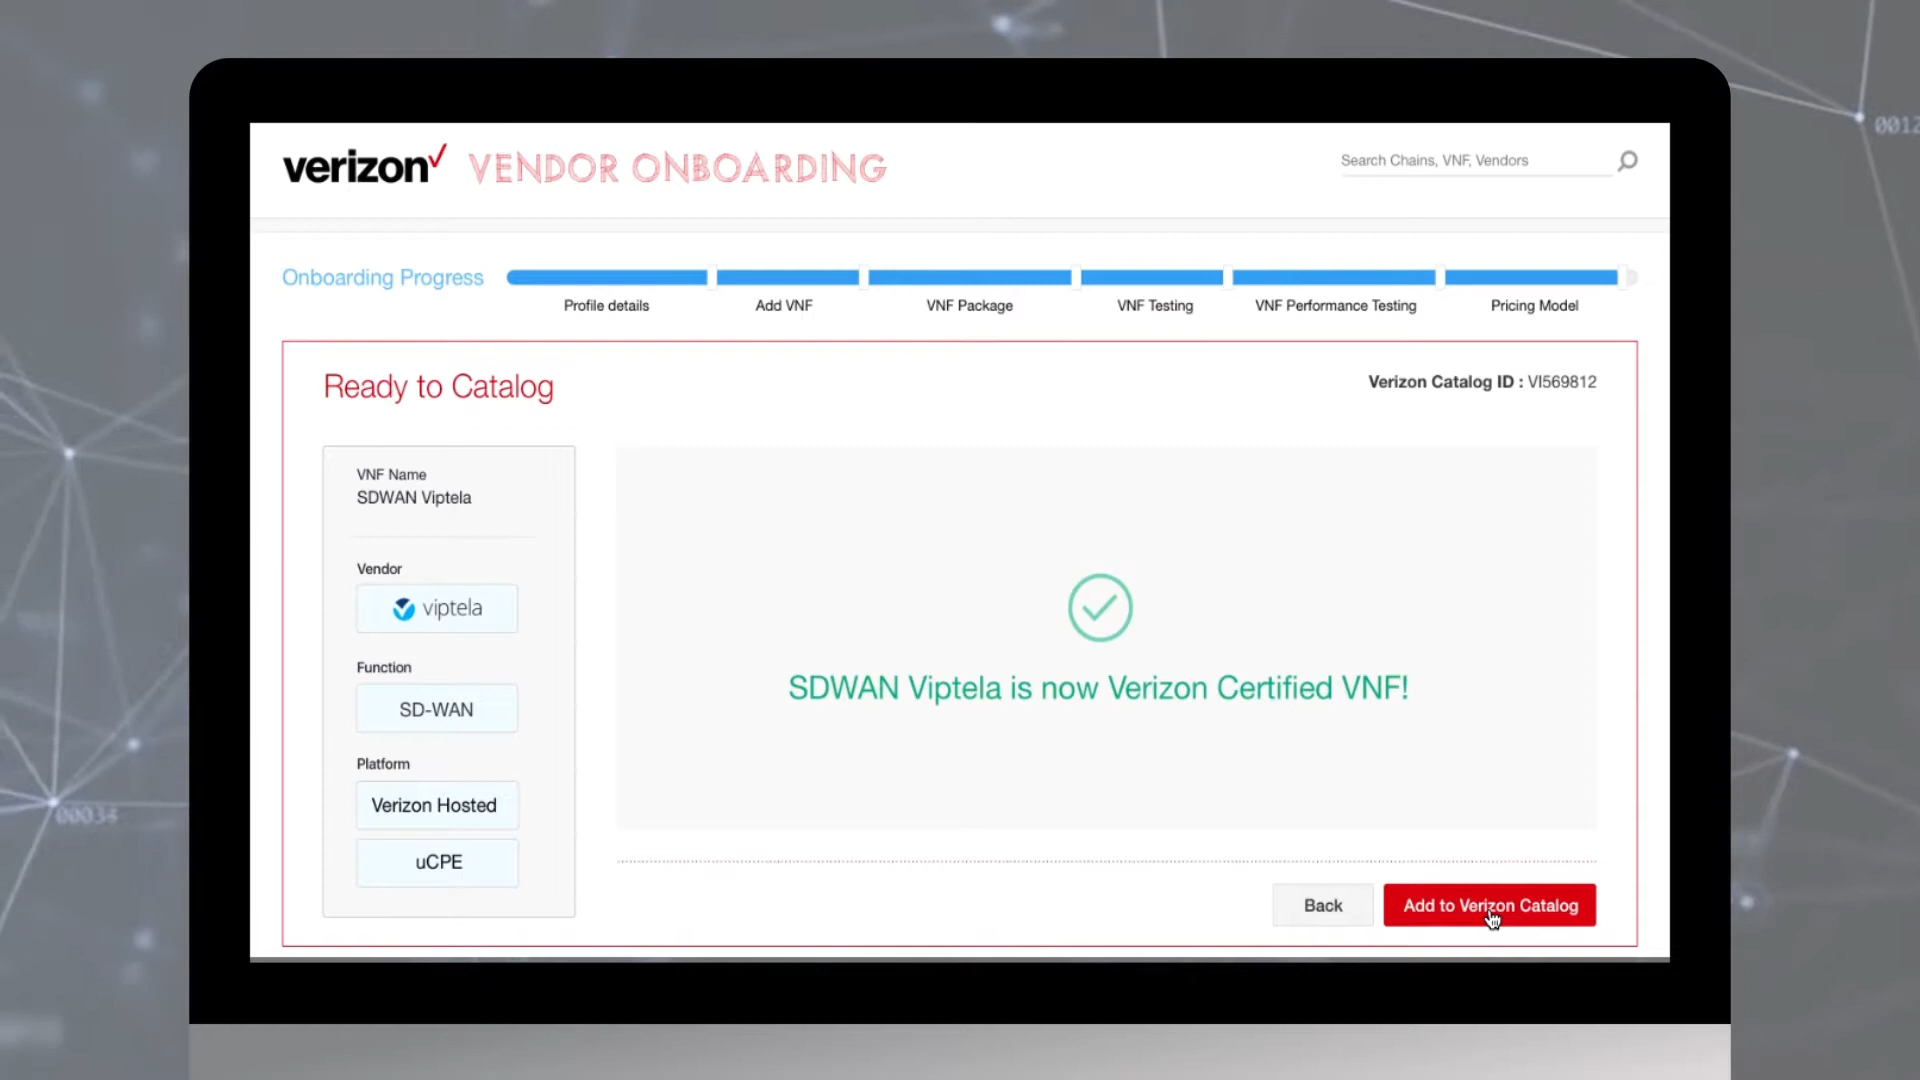 verizon
VENDOR ONBOARDING
Search Chains, VNF, Vendors
Onboarding Progress
Profile details
Add VNF
VNF Package
VNF Testing
VNF Performance Testing
Pricing Model
Ready to Catalog
Verizon Catalog ID : VI569812
VNF Name
SDWAN Viptela
Vendor
viptela
Function
SD-WAN
Platform
Verizon Hosted
uCPE
SDWAN Viptela is now Verizon Certified VNF!
Back
Add to Verizon Catalog
0012
00034